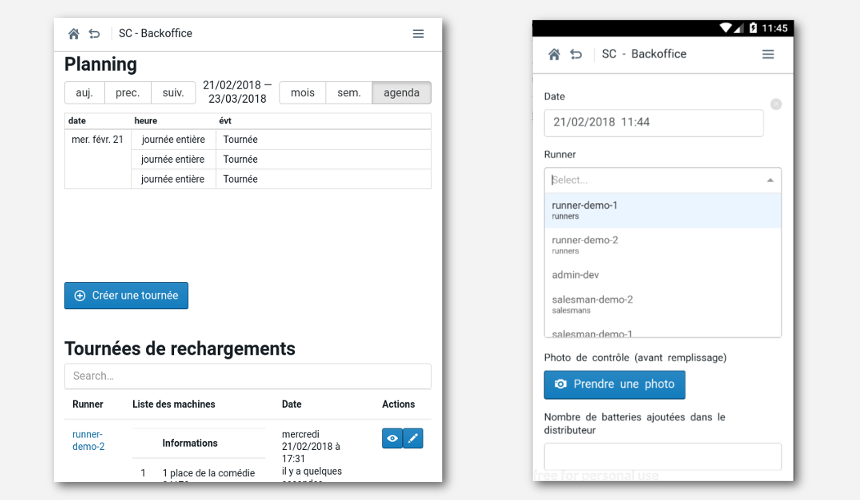 SC - Backoffice
Planning
auj. prec. suiv. 21/02/2018 — 23/03/2018 mois sem. agenda
date heure évt
mer. févr. 21 journée entière Tournée
journée entière Tournée
journée entière Tournée
Créer une tournée
Tournées de rechargements
Search...
Runner Liste des machines Date Actions
runner-demo-2 Informations mercredi 21/02/2018 à 17:31
1 1 place de la comédie il y a quelques
11:45
SC - Backoffice
Date
21/02/2018 11:44
Runner
Select...
runner-demo-1
runners
runner-demo-2
runners
admin-dev
salesman-demo-2
salesmans
salesman-demo-1
Photo de contrôle (avant remplissage)
Prendre une photo
Nombre de batteries ajoutées dans le
distributeur
free for personal use